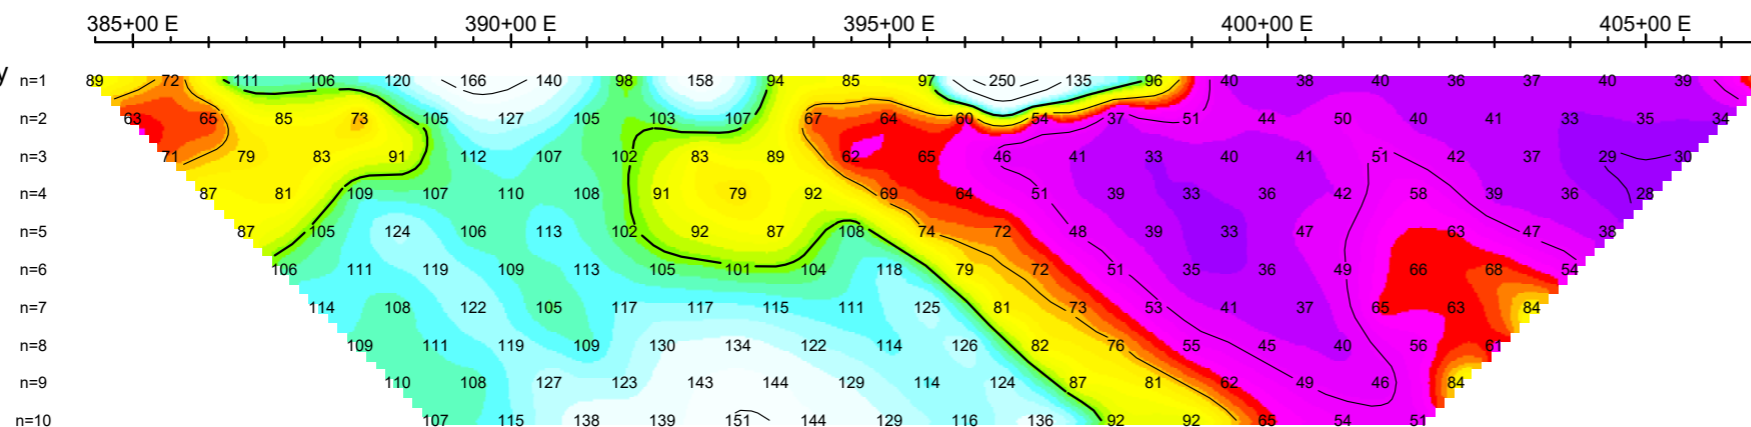 385+00 E 390+00 E 395+00 E 400+00 E 405+00 E
y n=1 89 72 111 106 120 166 140 98 158 94 85 97 250 135 96 40 38 40 36 37 40 39
n=2 63 65 85 73 105 127 105 103 107 67 64 60 54 37 51 44 50 40 41 33 35 34
n=3 71 79 83 91 112 107 102 83 89 62 65 46 41 33 40 41 51 42 37 29 30
n=4 87 81 109 107 110 108 91 79 92 69 64 51 39 33 36 42 58 39 36 28
n=5 87 105 124 106 113 102 92 87 108 74 72 48 39 33 47 63 47 38
n=6 106 111 119 109 113 105 101 104 118 79 72 51 35 36 49 66 68 54
n=7 114 108 122 105 117 117 115 111 125 81 73 53 41 37 65 63 84
n=8 109 111 119 109 130 134 122 114 126 82 76 55 45 40 56 61
n=9 110 108 127 123 143 144 129 114 124 87 81 62 49 46 84
n=10 107 115 138 139 151 144 129 116 136 92 92 65 54 51